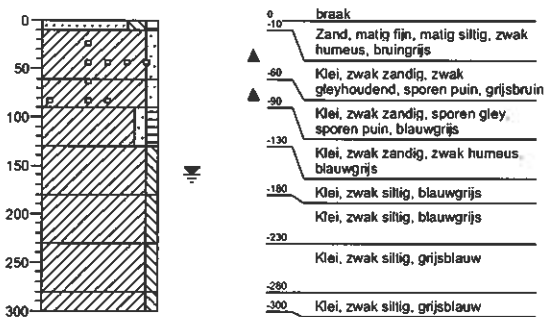 0
50
100
150
200
250
300
0 braak
-10
Zand, matig fijn, matig siltig, zwak
humeus, bruingrijs
-60
Klei, zwak zandig, zwak
gleyhoudend, sporen puin, grijsbruin
-90
Klei, zwak zandig, sporen gley
sporen puin, blauwgrijs
-130
Klei, zwak zandig, zwak humeus
blauwgrijs
-180
Klei, zwak siltig, blauwgrijs
Klei, zwak siltig, blauwgrijs
-230
Klei, zwak siltig, grijsblauw
-280
Klei, zwak siltig, grijsblauw
-300